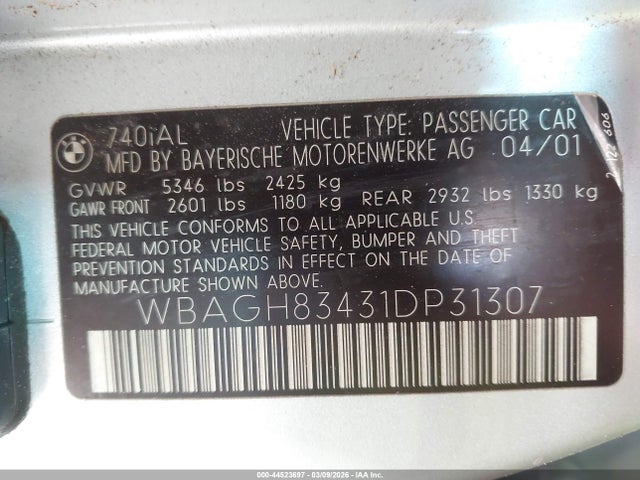 740iAL VEHICLE TYPE: PASSENGER CAR
MFD BY BAYERISCHE MOTORENWERKE AG 04/01
GVWR 5346 lbs 2425 kg
GAWR FRONT 2601 lbs 1180 kg REAR 2932 lbs 1330 kg
THIS VEHICLE CONFORMS TO ALL APPLICABLE U.S.
FEDERAL MOTOR VEHICLE SAFETY, BUMPER AND THEFT
PREVENTION STANDARDS IN EFFECT ON THE DATE OF
MANUFACTURE SHOWN ABOVE.
WBAGH83431DP31307
606
000-44523697 - 03/09/2026 - IAA Inc.